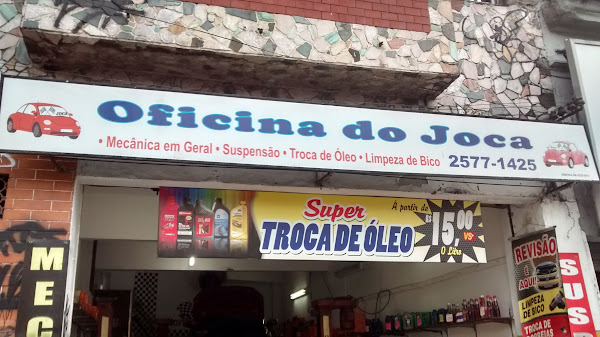 Oficina do Joca
• Mecânica em Geral • Suspensão • Troca de Óleo • Limpeza de Bico 2577-1425
Super
TROCA DE ÓLEO
À partir de
R$ 15,00
O Litro
MEC
REVISÃO
AQUI!
LIMPEZA
DE BICO
TROCA DE
SUS